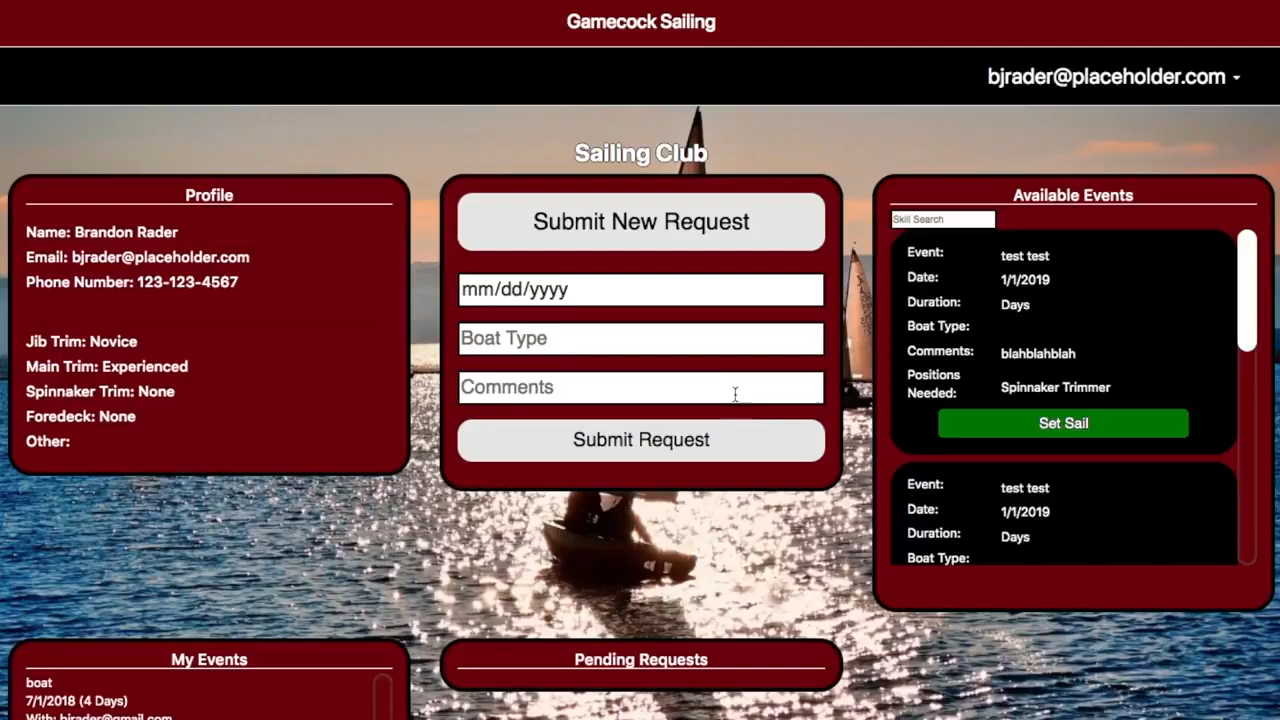 Gamecock Sailing
bjrader@placeholder.com
Sailing Club
Profile
Name: Brandon Rader
Email: bjrader@placeholder.com
Phone Number: 123-123-4567
Jib Trim: Novice
Main Trim: Experienced
Spinnaker Trim: None
Foredeck: None
Other:
Submit New Request
mm/dd/yyyy
Boat Type
Comments
Submit Request
Available Events
Skill Search
Event: test test
Date: 1/1/2019
Duration: Days
Boat Type:
Comments: blahblahblah
Positions Needed: Spinnaker Trimmer
Set Sail
Event: test test
Date: 1/1/2019
Duration: Days
Boat Type:
My Events
boat
7/1/2018 (4 Days)
With: bjrader@gmail.com
Pending Requests